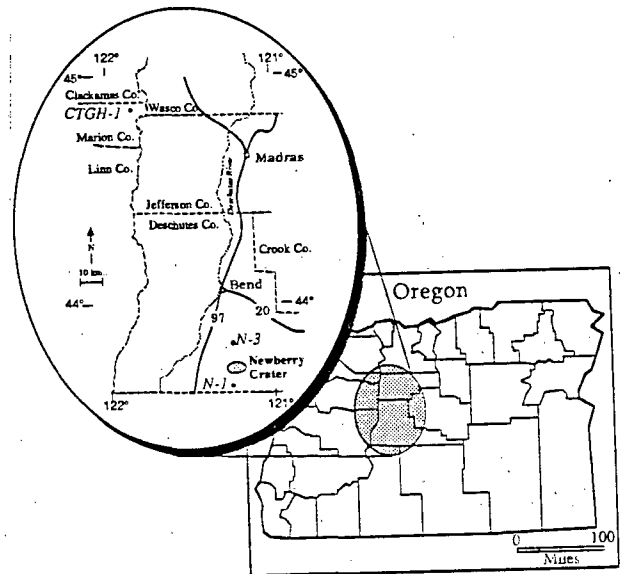 122°
121°
45°
45°
Clackamas Co.
CTGH-1
Wasco Co.
Marion Co.
Madras
Linn Co.
Deschutes River
Jefferson Co.
Deschutes Co.
N
Crook Co.
10 km
Bend
44°
44°
97
20
N-3
Newberry
Crater
N-1
122°
121°
Oregon
0
100
Miles